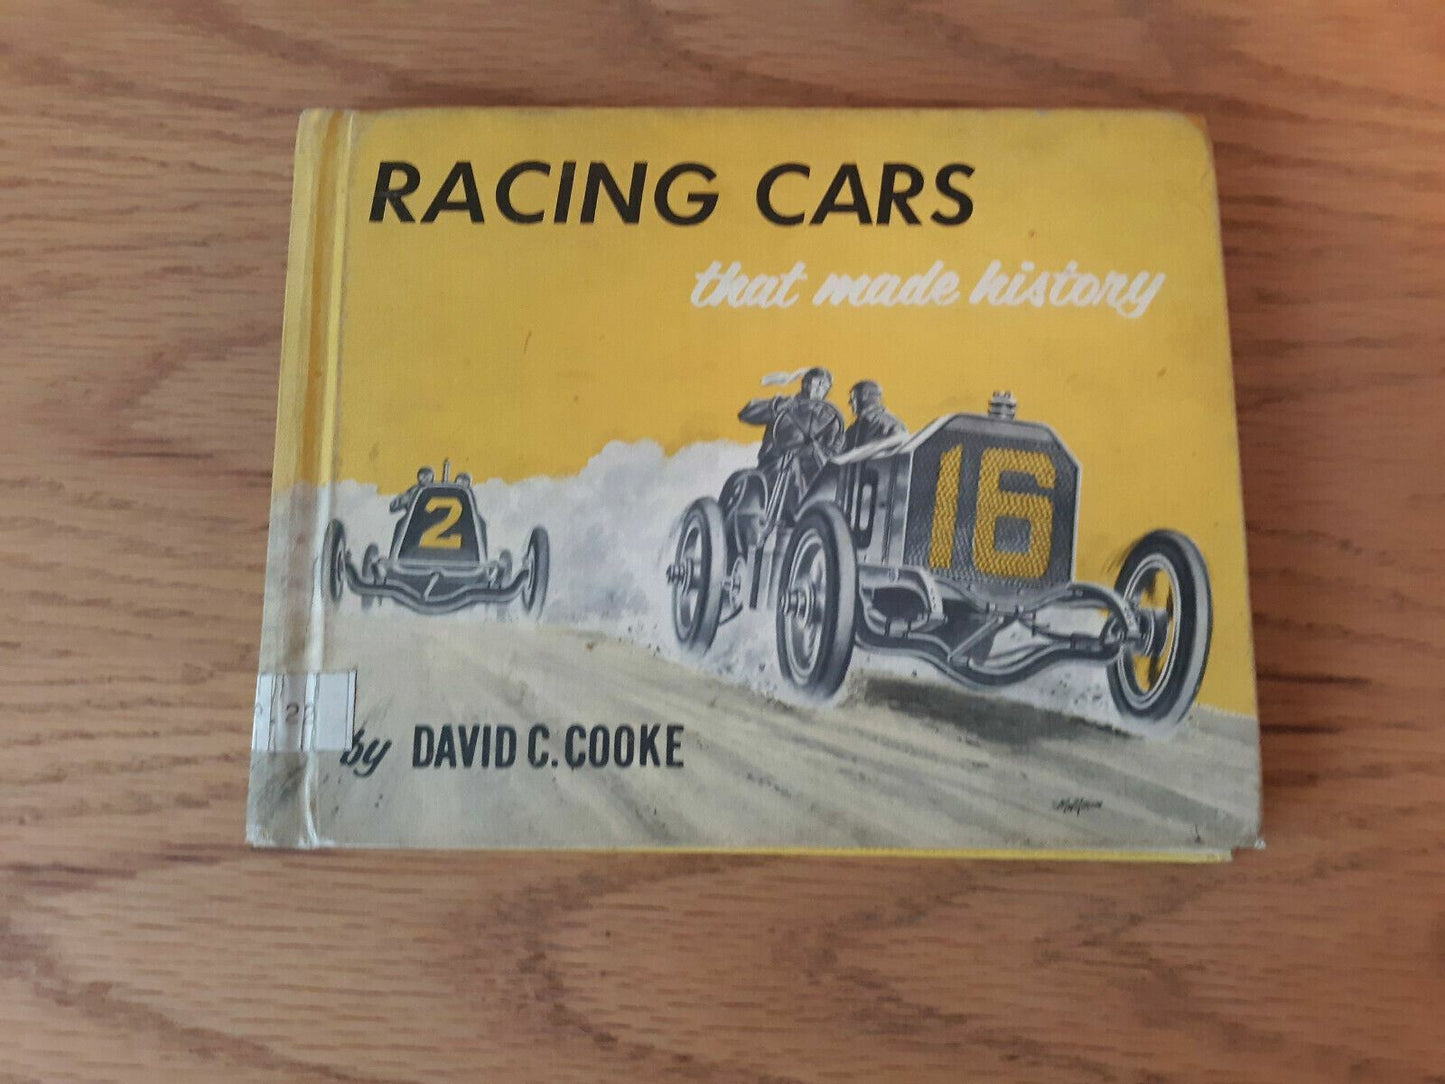 RACING CARS
that made history
16
2
by DAVID C. COOKE